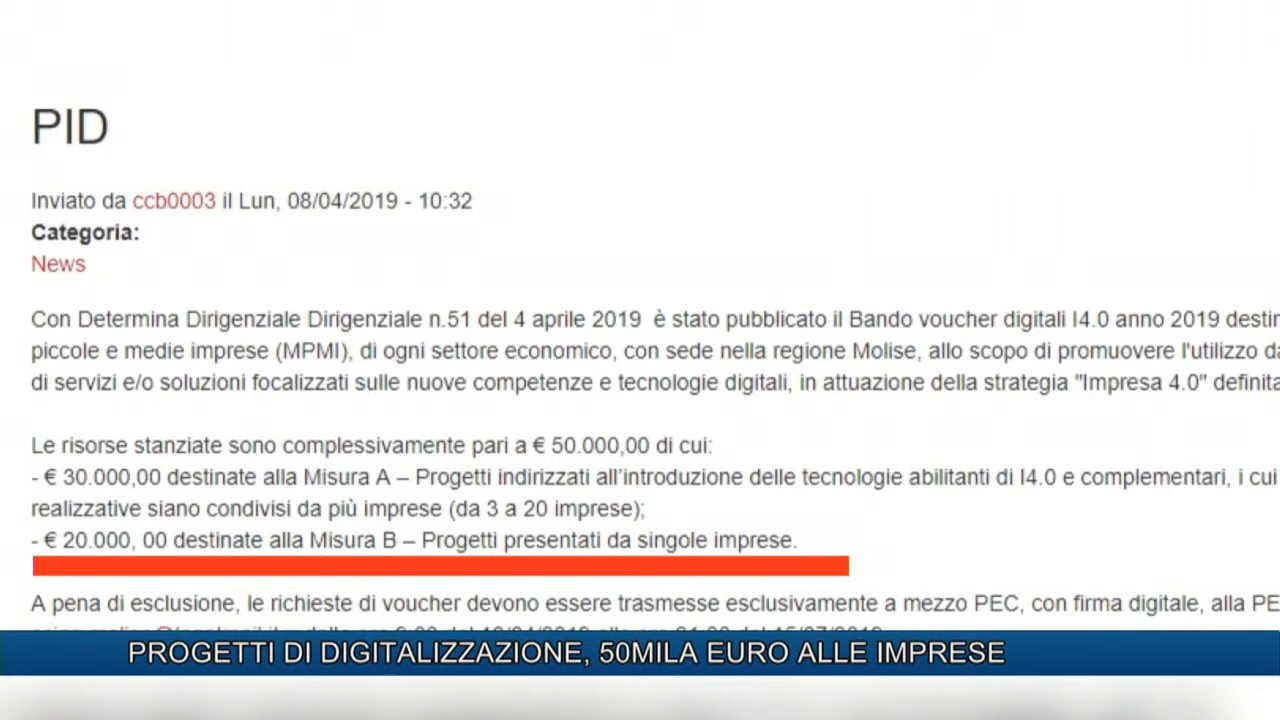 PID
Inviato da ccb0003 il Lun, 08/04/2019 - 10:32
Categoria:
News
Con Determina Dirigenziale Dirigenziale n.51 del 4 aprile 2019 è stato pubblicato il Bando voucher digitali I4.0 anno 2019
piccole e medie imprese (MPMI), di ogni settore economico, con sede nella regione Molise, allo scopo di promuovere l'utilizzo
di servizi e/o soluzioni focalizzati sulle nuove competenze e tecnologie digitali, in attuazione della strategia "Impresa 4.0"
Le risorse stanziate sono complessivamente pari a € 50.000,00 di cui:
- € 30.000,00 destinate alla Misura A – Progetti indirizzati all'introduzione delle tecnologie abilitanti di I4.0 e complementari, i cui
realizzative siano condivisi da più imprese (da 3 a 20 imprese);
- € 20.000, 00 destinate alla Misura B – Progetti presentati da singole imprese.
A pena di esclusione, le richieste di voucher devono essere trasmesse esclusivamente a mezzo PEC, con firma digitale, alla
PROGETTI DI DIGITALIZZAZIONE, 50MILA EURO ALLE IMPRESE